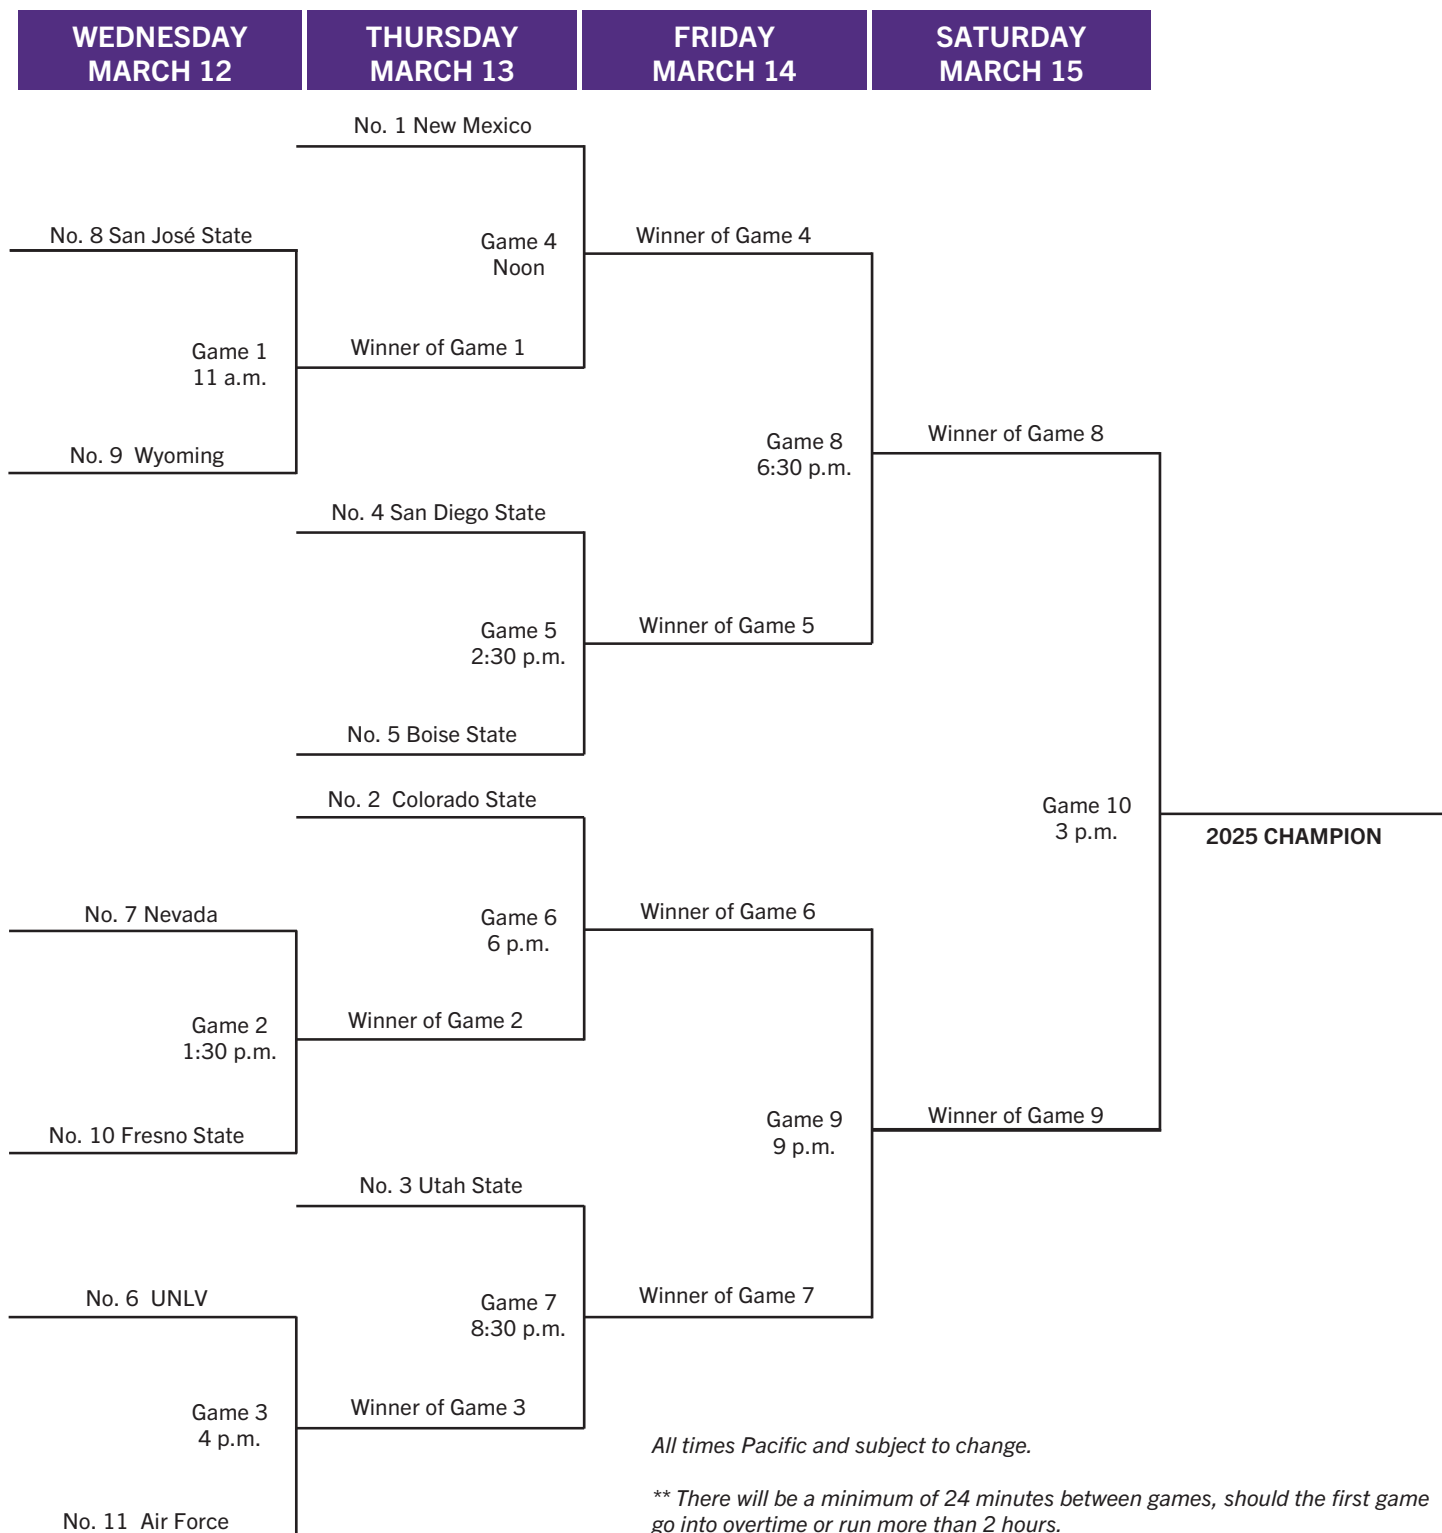 WEDNESDAY
MARCH 12
THURSDAY
MARCH 13
FRIDAY
MARCH 14
SATURDAY
MARCH 15
No. 1 New Mexico
No. 8 San José State
Game 4
Noon
Winner of Game 4
Game 1
11 a.m.
Winner of Game 1
No. 9 Wyoming
Game 8
6:30 p.m.
Winner of Game 8
No. 4 San Diego State
Game 5
2:30 p.m.
Winner of Game 5
No. 5 Boise State
No. 2 Colorado State
Game 10
3 p.m.
2025 CHAMPION
No. 7 Nevada
Game 6
6 p.m.
Winner of Game 6
Game 2
1:30 p.m.
Winner of Game 2
No. 10 Fresno State
Game 9
9 p.m.
Winner of Game 9
No. 3 Utah State
No. 6 UNLV
Game 7
8:30 p.m.
Winner of Game 7
Game 3
4 p.m.
Winner of Game 3
No. 11 Air Force
All times Pacific and subject to change.
** There will be a minimum of 24 minutes between games, should the first game
go into overtime or run more than 2 hours.